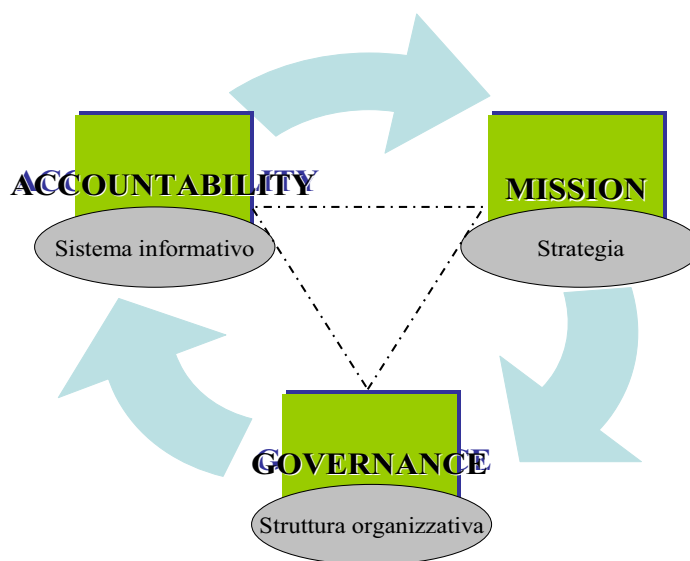 ACCOUNTABILITY
Sistema informativo
MISSION
Strategia
GOVERNANCE
Struttura organizzativa